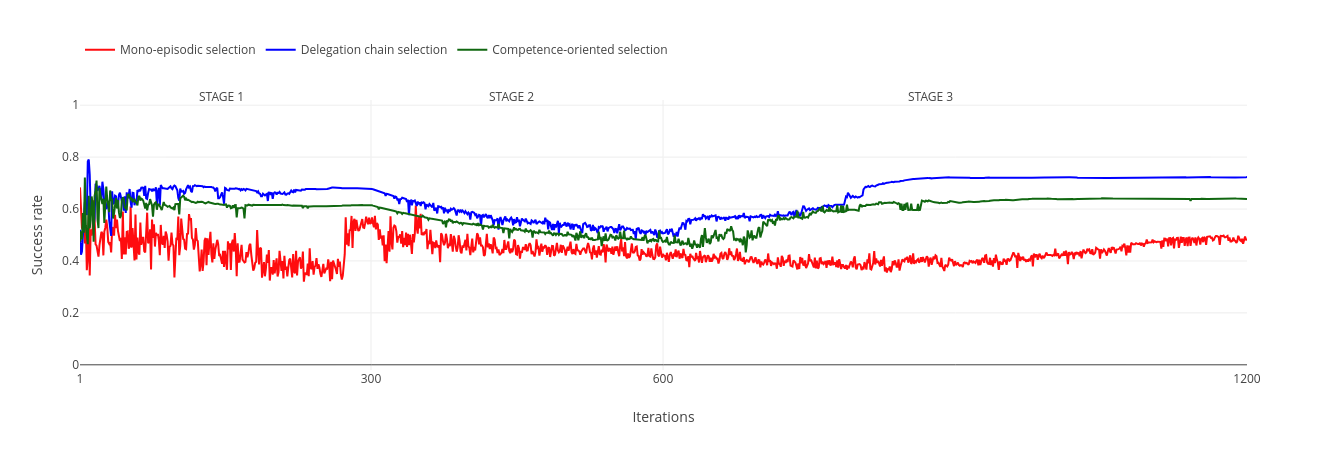 Mono-episodic selection Delegation chain selection Competence-oriented selection
STAGE 1 STAGE 2 STAGE 3
1
0.8
0.6
0.4
0.2
0
Success rate
1 300 600 1200
Iterations